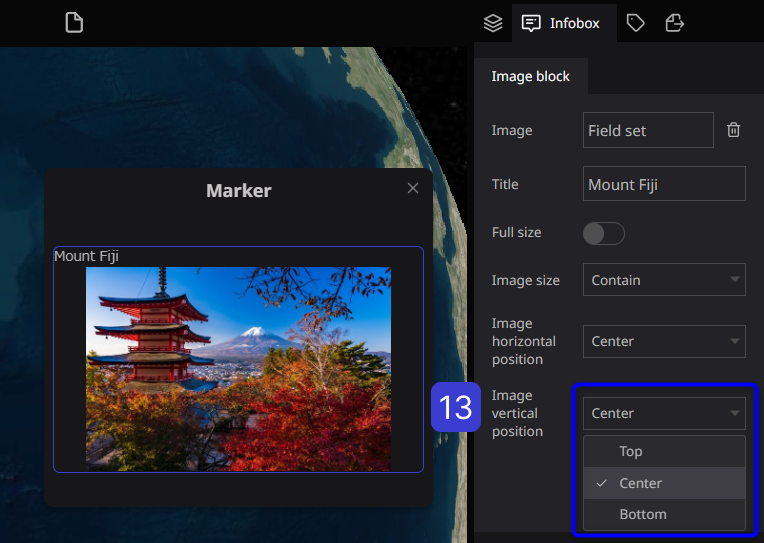 Infobox
Image block
Image
Field set
Title
Mount Fiji
Full size
Image size
Contain
Image
horizontal
position
Center
Image
vertical
position
Center
Top
Center
Bottom
13
Marker
Mount Fiji